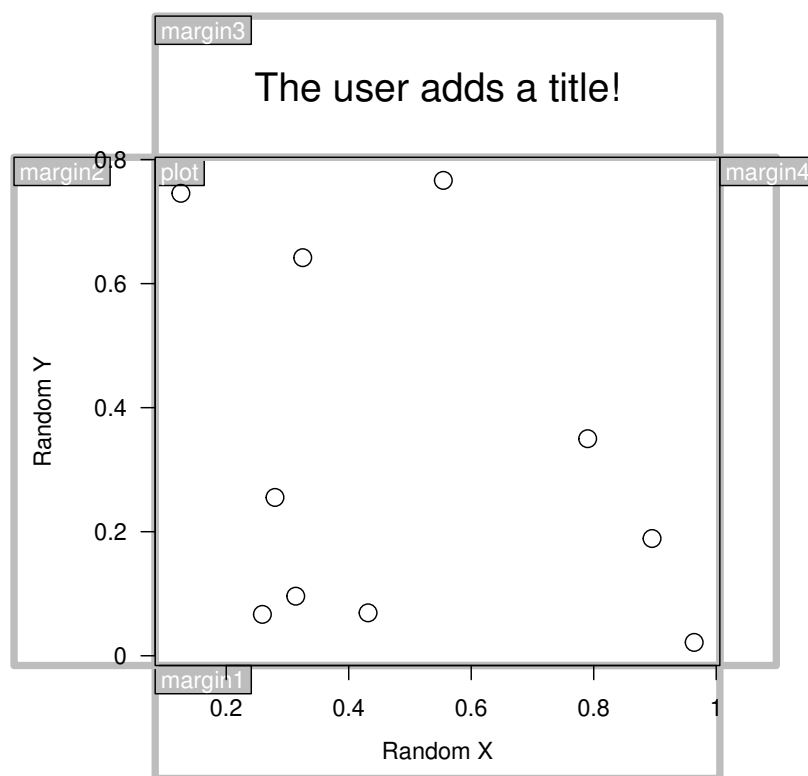 margin3
The user adds a title!
margin2
0.8
plot
margin4
0.6
0.4
0.2
0
Random Y
margin1
0.2 0.4 0.6 0.8 1
Random X